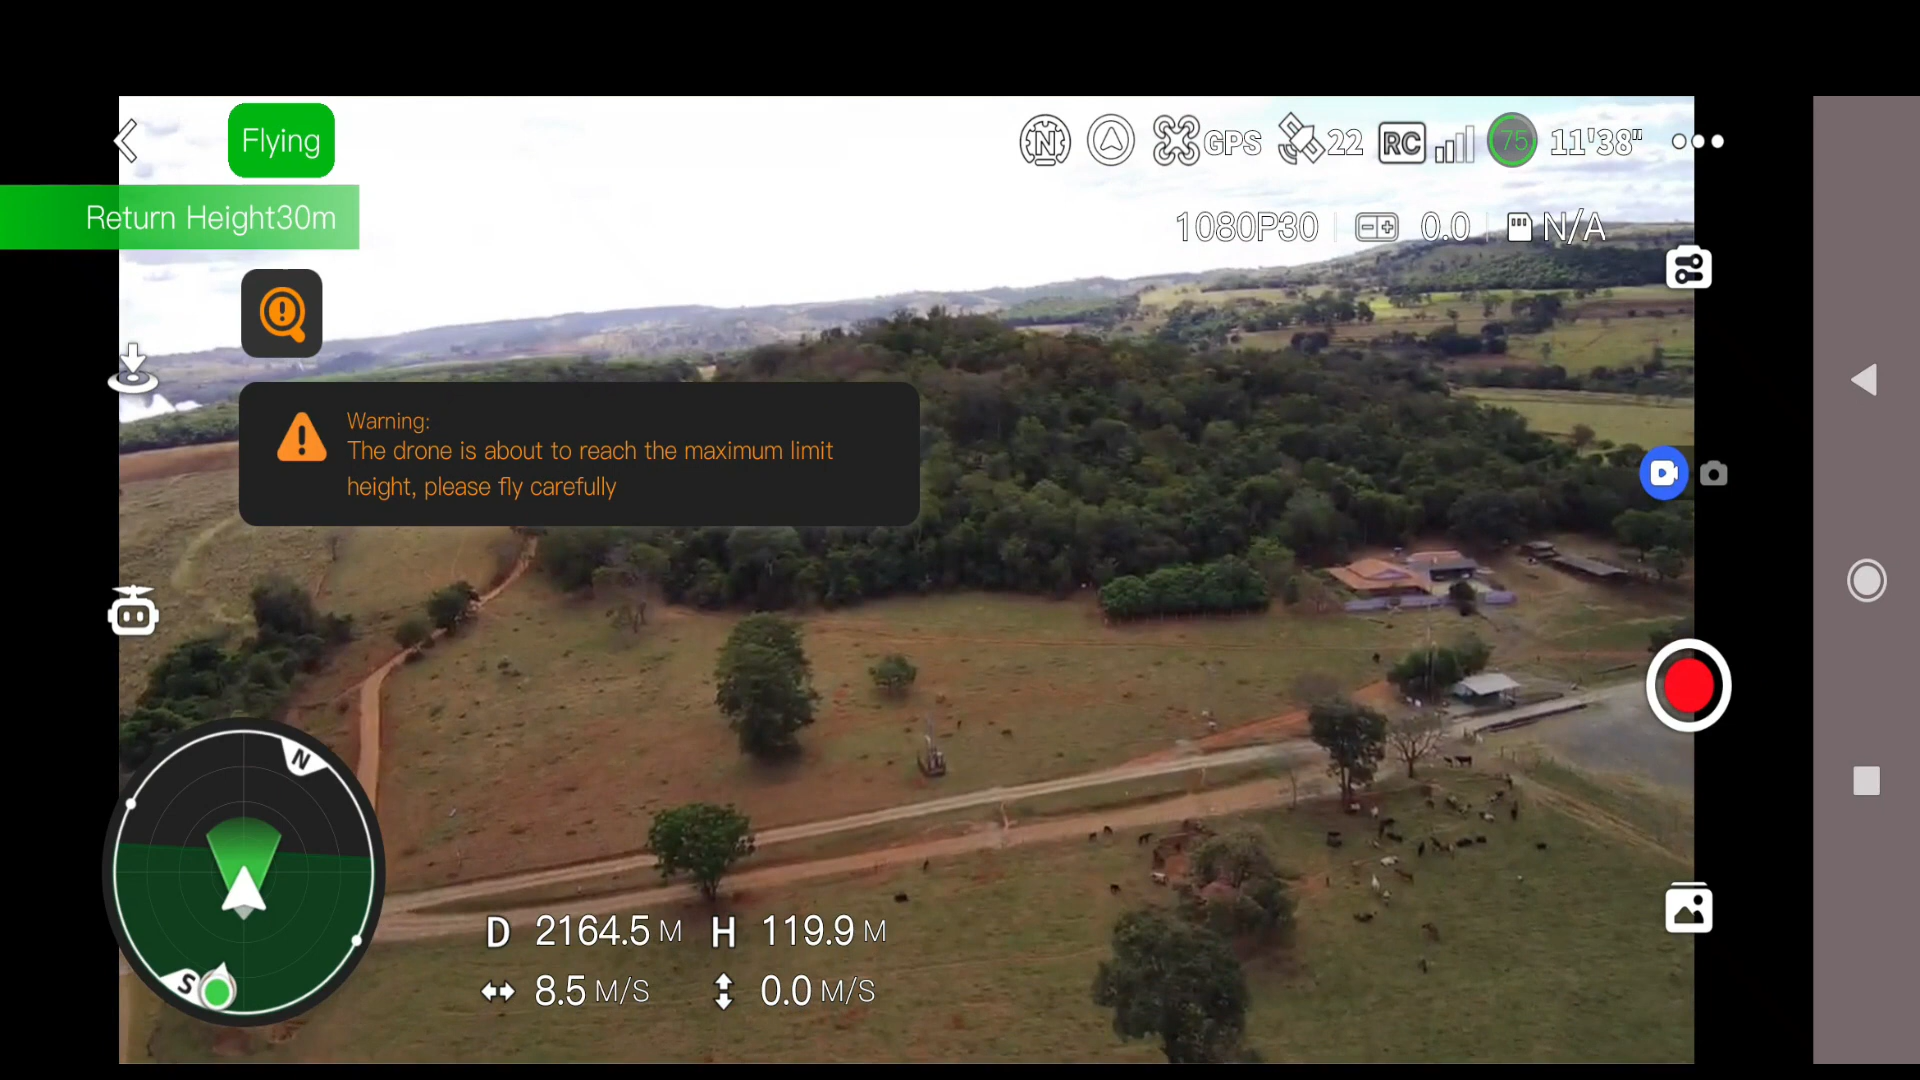 Flying
N GPS 22 RC 75 11'38"
Return Height30m
1080P30 0.0 N/A
Warning:
The drone is about to reach the maximum limit
height, please fly carefully
N
S
D 2164.5 M H 119.9 M
8.5 M/S 0.0 M/S